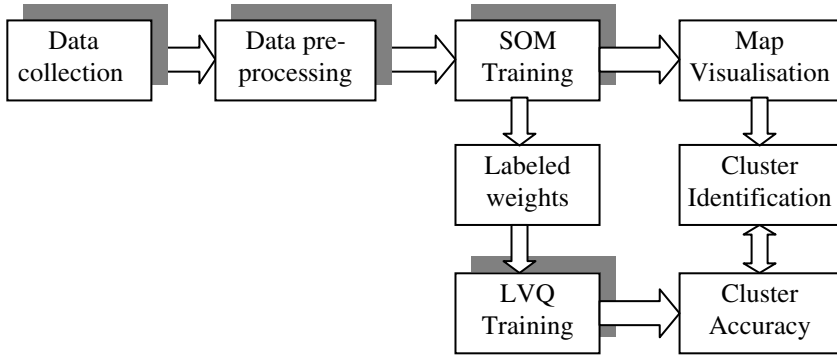 Data
collection
Data pre-
processing
SOM
Training
Map
Visualisation
Labeled
weights
Cluster
Identification
LVQ
Training
Cluster
Accuracy